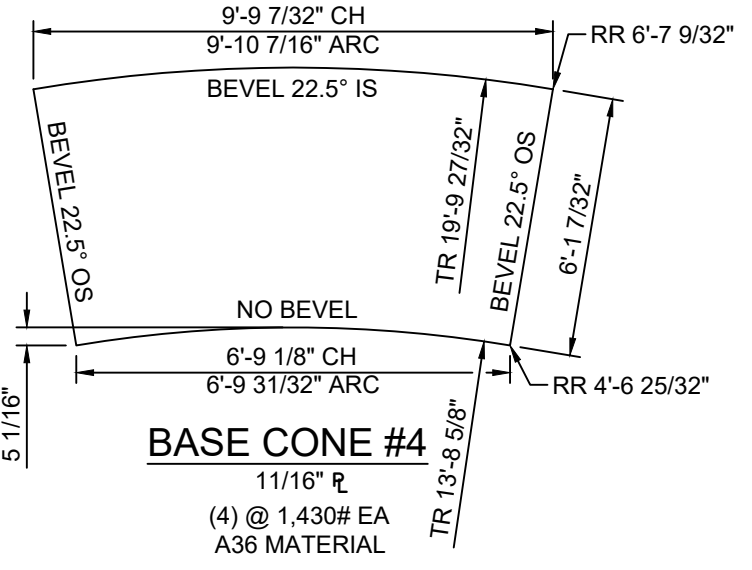 9'-9 7/32" CH
9'-10 7/16" ARC
RR 6'-7 9/32"
BEVEL 22.5° IS
BEVEL 22.5° OS
TR 19'-9 27/32"
BEVEL 22.5° OS
6'-1 7/32"
NO BEVEL
6'-9 1/8" CH
6'-9 31/32" ARC
RR 4'-6 25/32"
5 1/16"
TR 13'-8 5/8"
BASE CONE #4
11/16" ⅊
(4) @ 1,430# EA
A36 MATERIAL